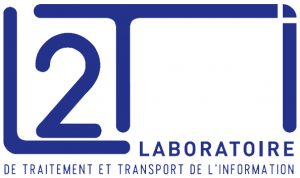 L2Ti
LABORATOIRE
DE TRAITEMENT ET TRANSPORT DE L'INFORMATION